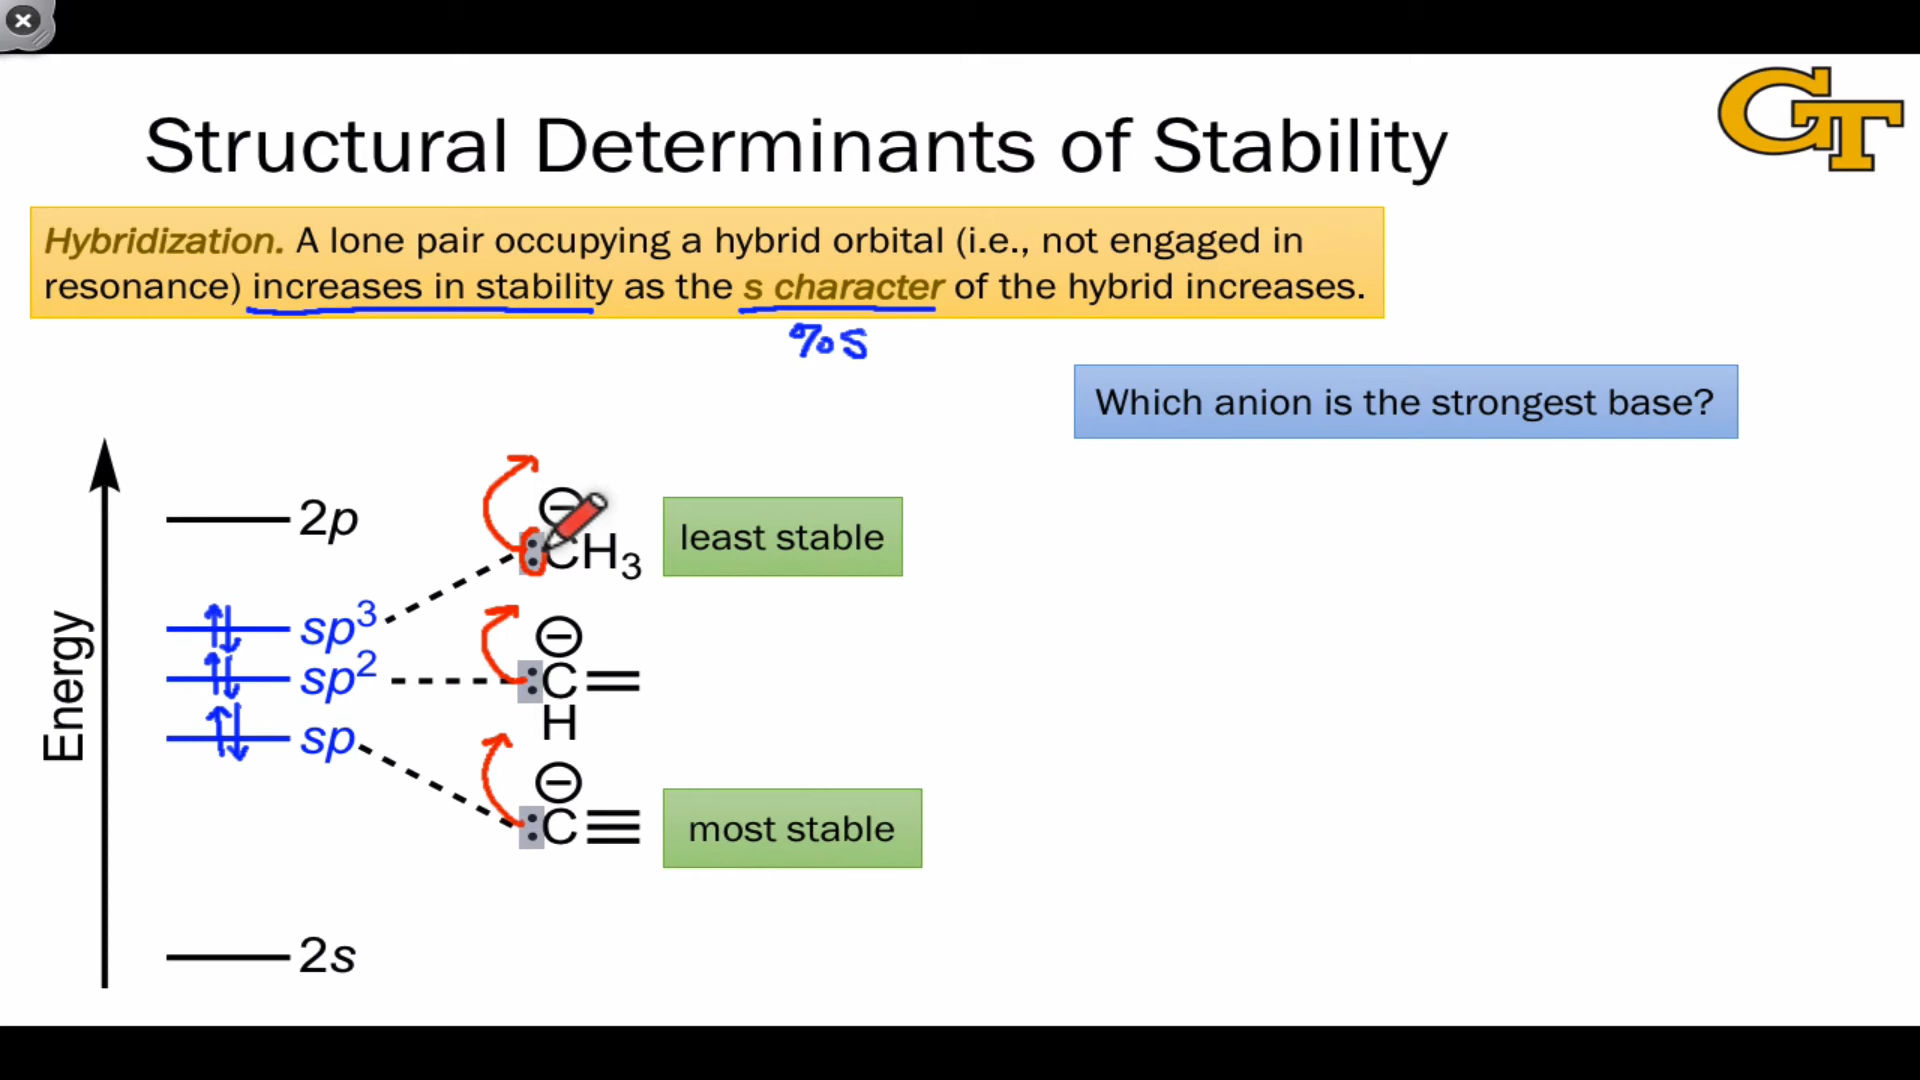 GT
Structural Determinants of Stability
Hybridization. A lone pair occupying a hybrid orbital (i.e., not engaged in
resonance) increases in stability as the s character of the hybrid increases.
%s
Which anion is the strongest base?
Energy
2p
sp³
sp²
sp
2s
:CH₃
least stable
:C=
H
:C≡
most stable